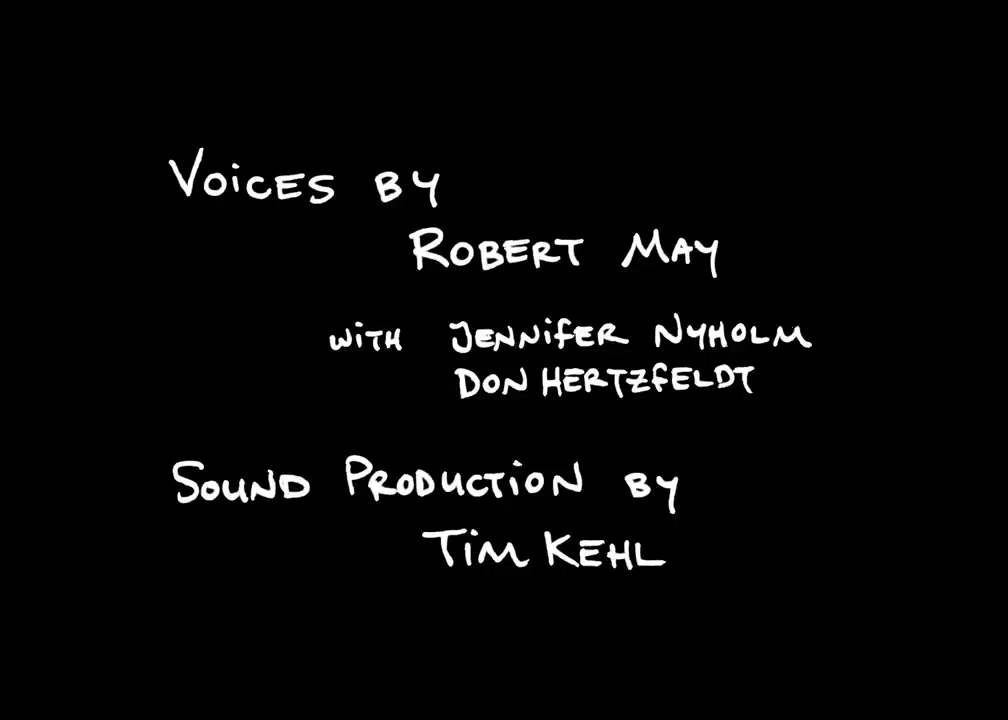 Voices by
Robert May
with Jennifer Nyholm
Don Hertzfeldt
Sound Production by
Tim Kehl